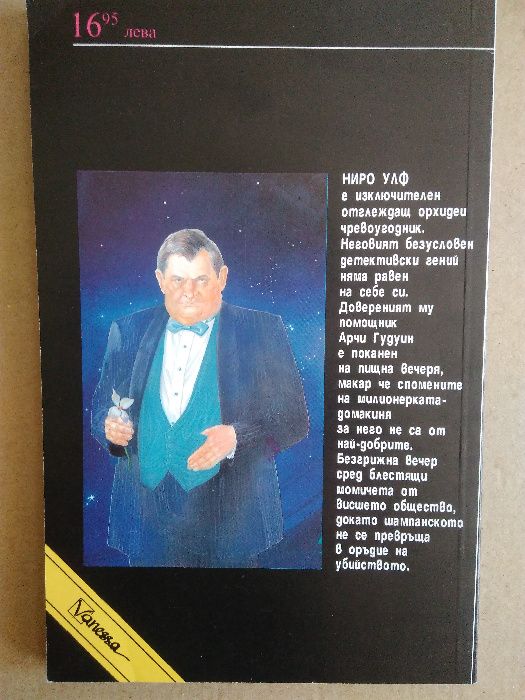 16⁹⁵ лева
НИРО УЛФ
е изключителен
отглеждащ орхидеи
чревоугодник.
Неговият безусловен
детективски гений
няма равен
на себе си.
Довереният му
помощник
Арчи Гудуин
е поканен
на пищна вечеря,
макар че спомените
на милионерката-
домакиня
за него не са от
най-добрите.
Безгрижна вечер
сред блестящи
момичета от
висшето общество,
докато шампанското
не се превръща
в оръдие на
убийството.
Vanessa